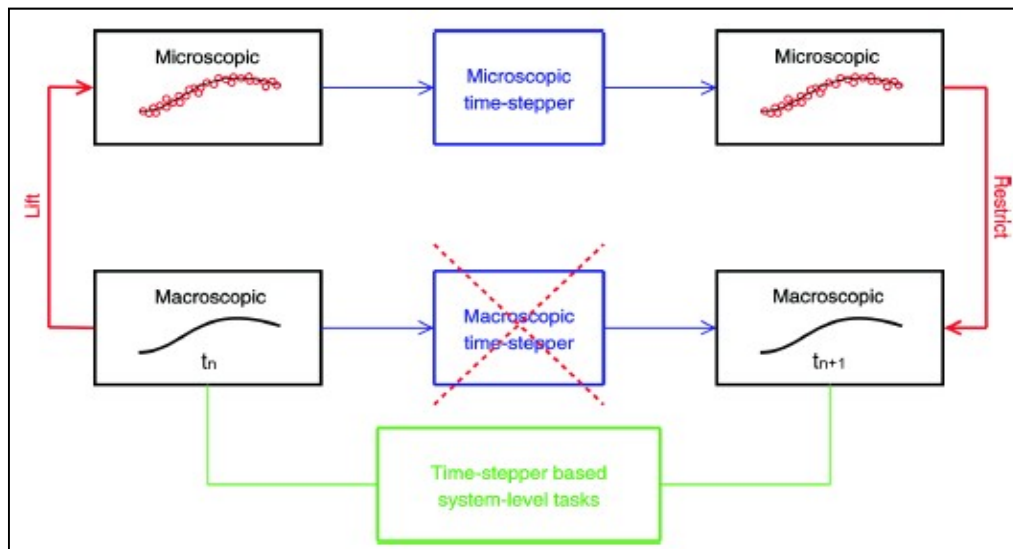 Microscopic
Microscopic
time-stepper
Microscopic
Lift
Restrict
Macroscopic
tn
Macroscopic
time-stepper
Macroscopic
tn+1
Time-stepper based
system-level tasks